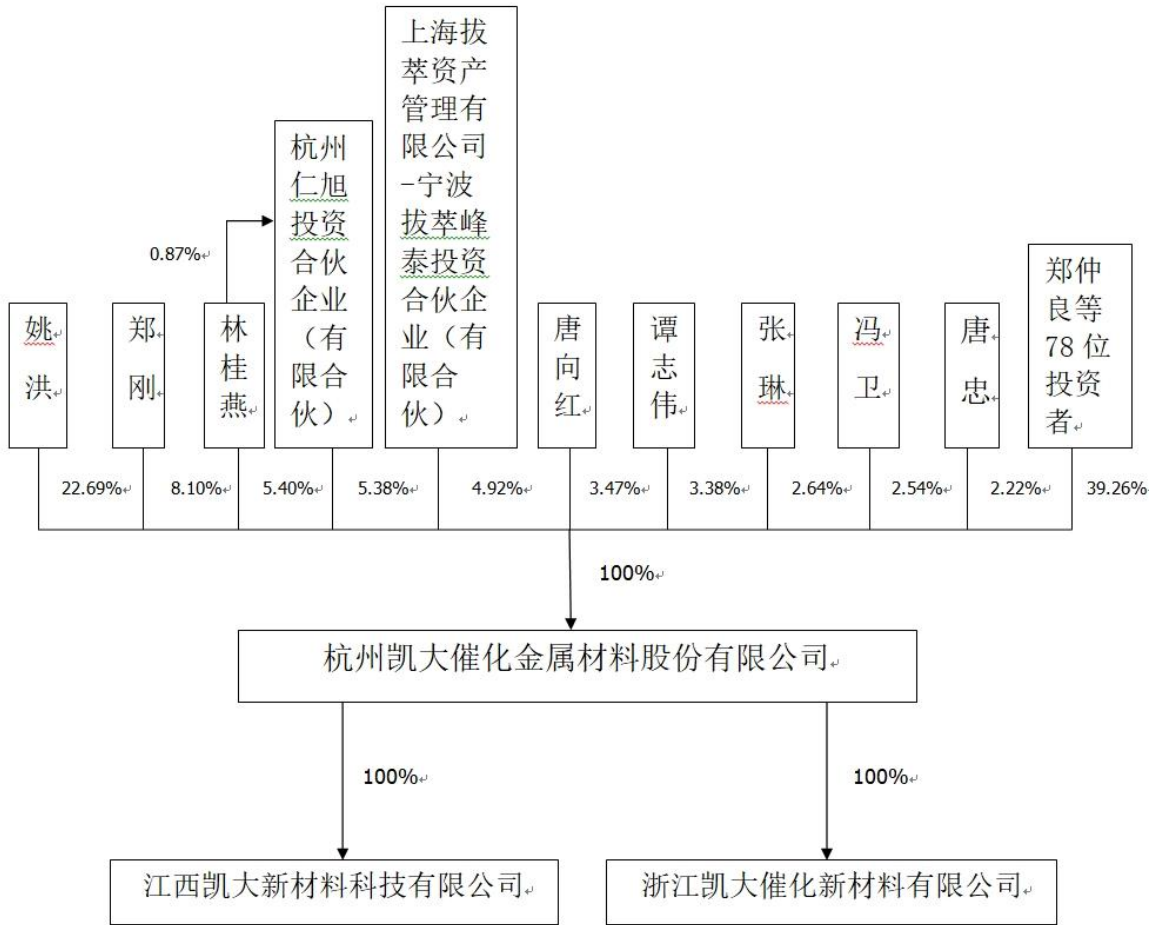 上海拔
萃资产
管理有
限公司
-宁波
拔萃峰
泰投资
合伙企
业（有
限合
伙）
杭州
仁旭
投资
合伙
企业
（有
限合
伙）
0.87%
郑仲
良等
78 位
投资
者
姚
洪
郑
刚
林
桂
燕
唐
向
红
谭
志
伟
张
琳
冯
卫
唐
忠
22.69%
8.10%
5.40%
5.38%
4.92%
3.47%
3.38%
2.64%
2.54%
2.22%
39.26%
100%
杭州凯大催化金属材料股份有限公司
100%
100%
江西凯大新材料科技有限公司
浙江凯大催化新材料有限公司